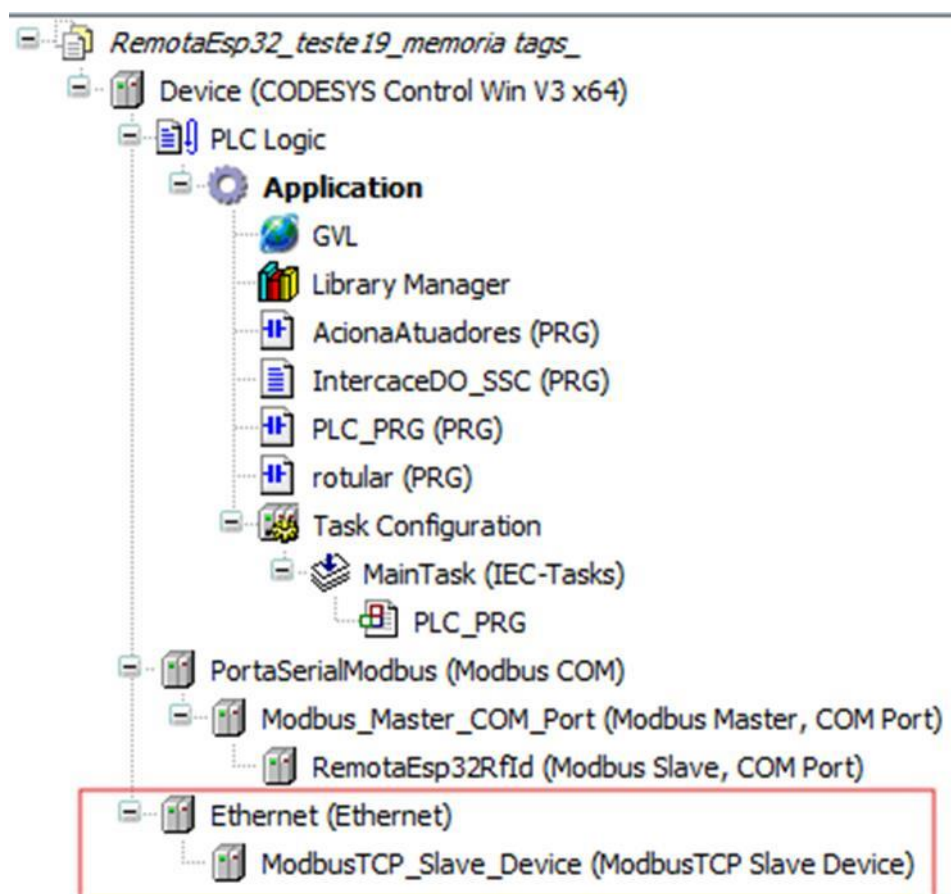 RemotaEsp32_teste19_memoria tags_
Device (CODESYS Control Win V3 x64)
PLC Logic
Application
GVL
Library Manager
AcionaAtuadores (PRG)
IntercaceDO_SSC (PRG)
PLC_PRG (PRG)
rotular (PRG)
Task Configuration
MainTask (IEC-Tasks)
PLC_PRG
PortaSerialModbus (Modbus COM)
Modbus_Master_COM_Port (Modbus Master, COM Port)
RemotaEsp32RfId (Modbus Slave, COM Port)
Ethernet (Ethernet)
ModbusTCP_Slave_Device (ModbusTCP Slave Device)